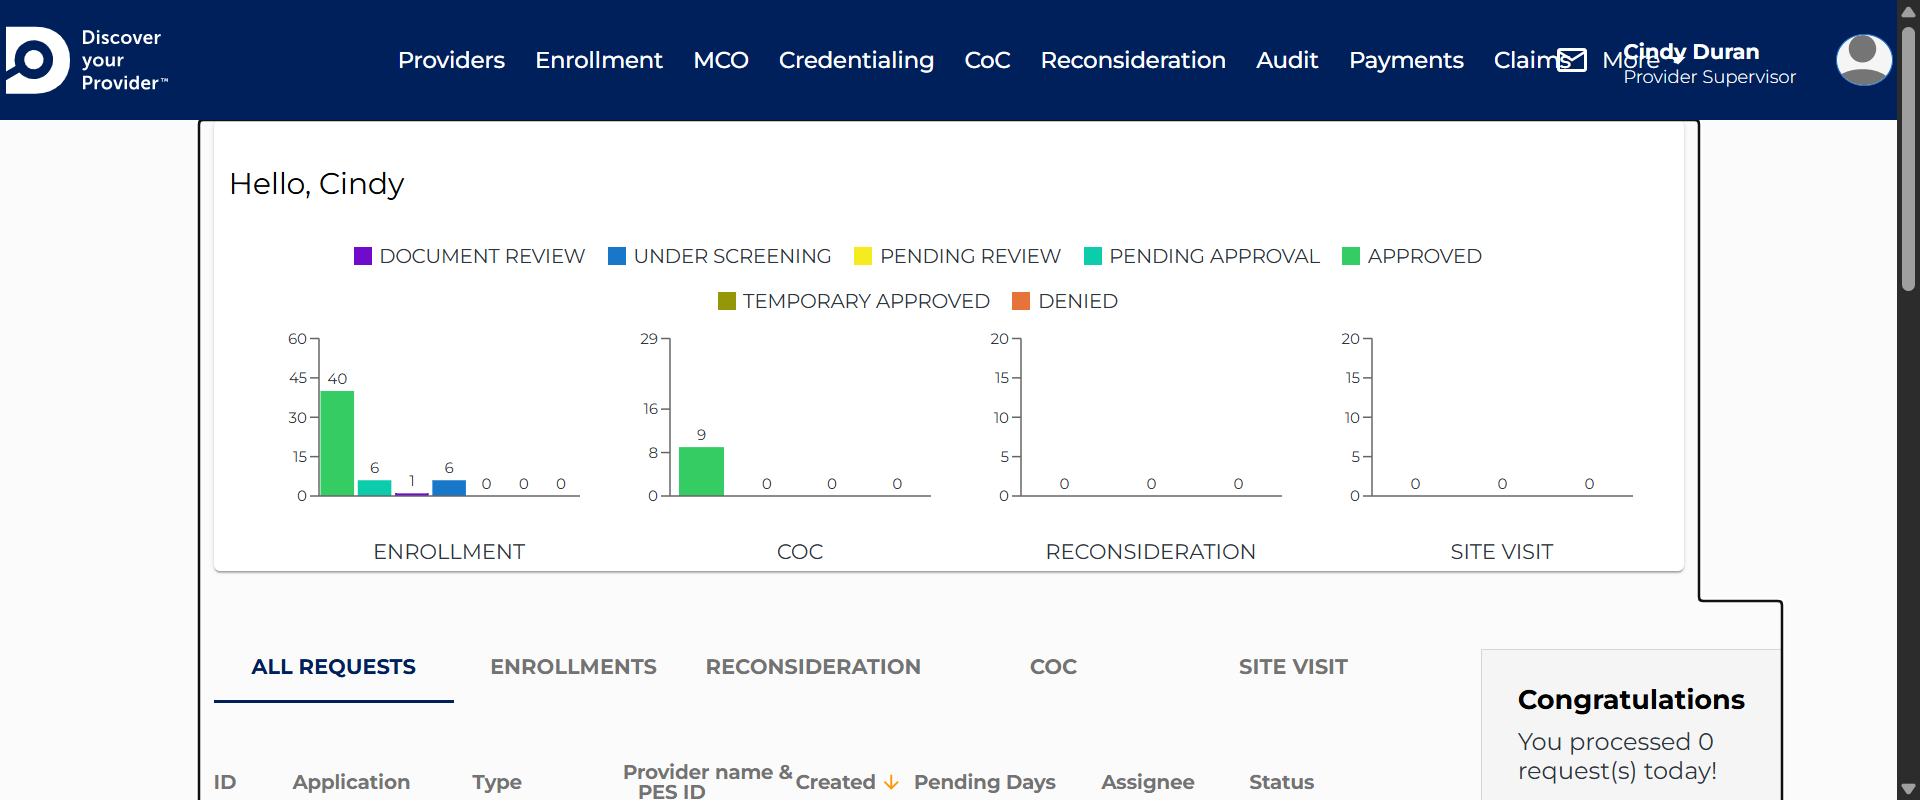 Discover
your
Provider™
Providers Enrollment MCO Credentialing CoC Reconsideration Audit Payments Claims More
Cindy Duran
Provider Supervisor
Hello, Cindy
DOCUMENT REVIEW UNDER SCREENING PENDING REVIEW PENDING APPROVAL APPROVED
TEMPORARY APPROVED DENIED
60
45
30
15
0
40
6
1
6
0
0
0
ENROLLMENT
29
16
8
0
9
0
0
0
COC
20
15
10
5
0
0
0
0
RECONSIDERATION
20
15
10
5
0
0
0
0
SITE VISIT
ALL REQUESTS ENROLLMENTS RECONSIDERATION COC SITE VISIT
ID Application Type Provider name &
PES ID
Created Pending Days Assignee Status
Congratulations
You processed 0
request(s) today!